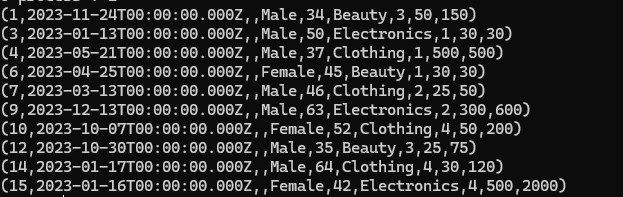 (1,2023-11-24T00:00:00.000Z,,Male,34,Beauty,3,50,150)
(3,2023-01-13T00:00:00.000Z,,Male,50,Electronics,1,30,30)
(4,2023-05-21T00:00:00.000Z,,Male,37,Clothing,1,500,500)
(6,2023-04-25T00:00:00.000Z,,Female,45,Beauty,1,30,30)
(7,2023-03-13T00:00:00.000Z,,Male,46,Clothing,2,25,50)
(9,2023-12-13T00:00:00.000Z,,Male,63,Electronics,2,300,600)
(10,2023-10-07T00:00:00.000Z,,Female,52,Clothing,4,50,200)
(12,2023-10-30T00:00:00.000Z,,Male,35,Beauty,3,25,75)
(14,2023-01-17T00:00:00.000Z,,Male,64,Clothing,4,30,120)
(15,2023-01-16T00:00:00.000Z,,Female,42,Electronics,4,500,2000)